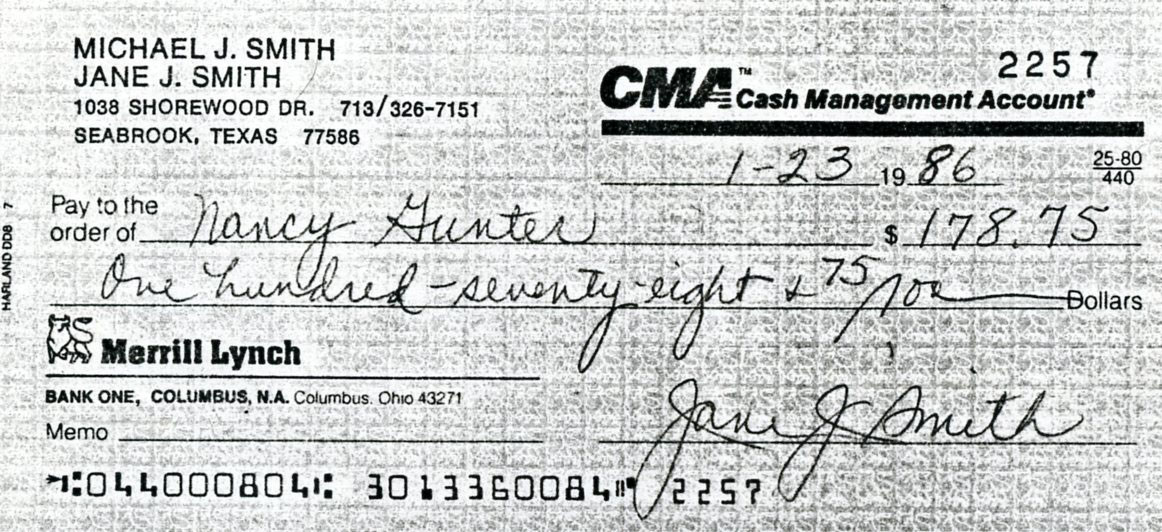 MICHAEL J. SMITH
JANE J. SMITH
1038 SHOREWOOD DR. 713/326-7151
SEABROOK, TEXAS 77586
2257
CMA™ Cash Management Account®
1-23 19 86
25-80
440
Pay to the
order of Nancy Gunter $ 178.75
One hundred-seventy-eight & 75/100 Dollars
HARLAND DDB 7
Merrill Lynch
BANK ONE, COLUMBUS, N.A. Columbus, Ohio 43271
Memo
Jane J Smith
⑆044000804⑆ 3013360084⑈ 2257